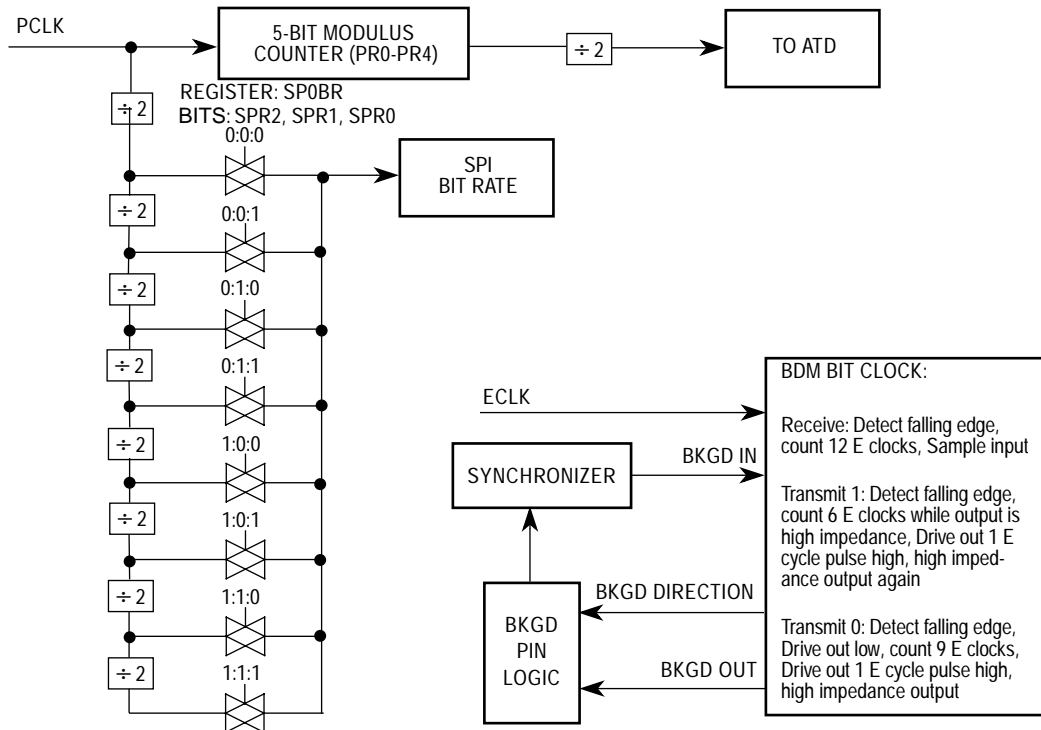 PCLK
5-BIT MODULUS
COUNTER (PR0-PR4)
÷ 2
TO ATD
÷ 2
REGISTER: SP0BR
BITS: SPR2, SPR1, SPR0
0:0:0
SPI
BIT RATE
÷ 2
0:0:1
÷ 2
0:1:0
÷ 2
0:1:1
÷ 2
1:0:0
÷ 2
1:0:1
÷ 2
1:1:0
÷ 2
1:1:1
ECLK
SYNCHRONIZER
BKGD IN
BKGD DIRECTION
BKGD
PIN
LOGIC
BKGD OUT
BDM BIT CLOCK:
Receive: Detect falling edge,
count 12 E clocks, Sample input
Transmit 1: Detect falling edge,
count 6 E clocks while output is
high impedance, Drive out 1 E
cycle pulse high, high imped-
ance output again
Transmit 0: Detect falling edge,
Drive out low, count 9 E clocks,
Drive out 1 E cycle pulse high,
high impedance output